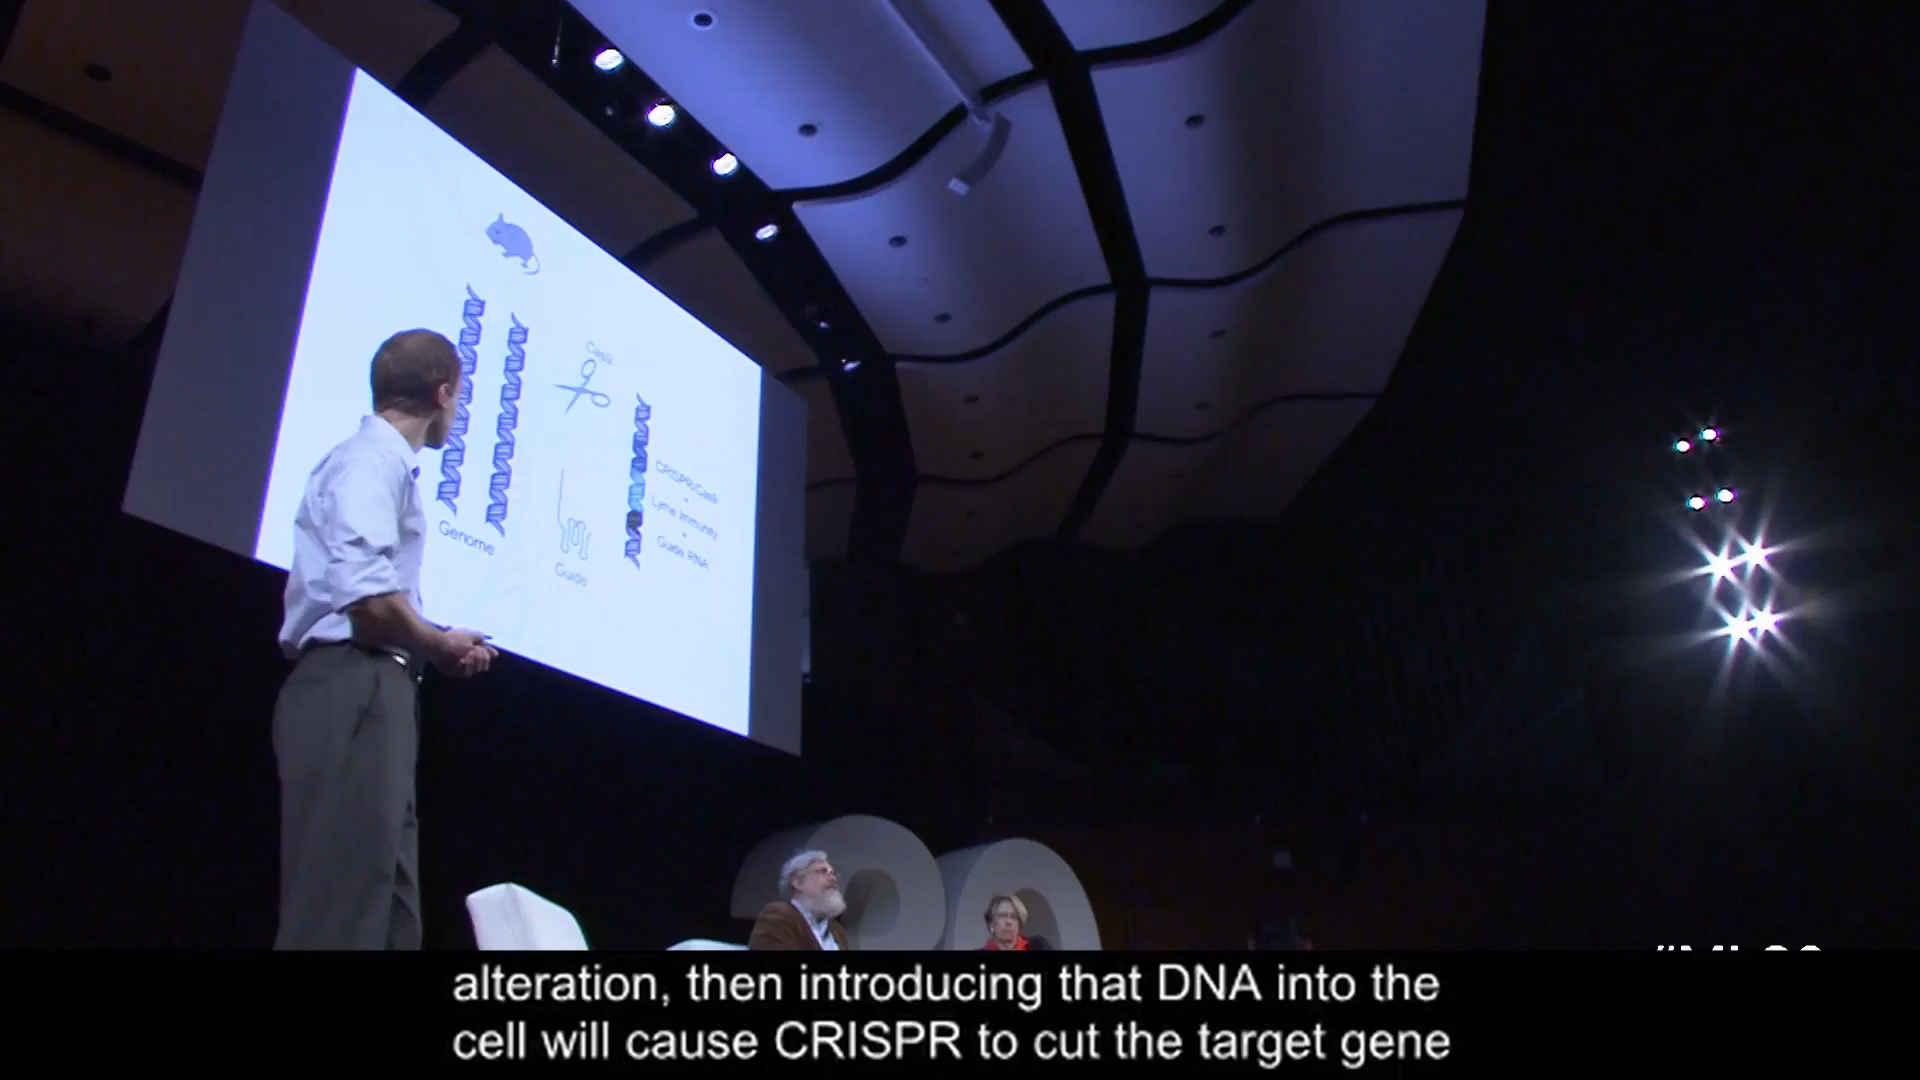 Cas9
CRISPR/Cas9
+
Lyme Immunity
+
Guide RNA
Genome
Guide
alteration, then introducing that DNA into the
cell will cause CRISPR to cut the target gene